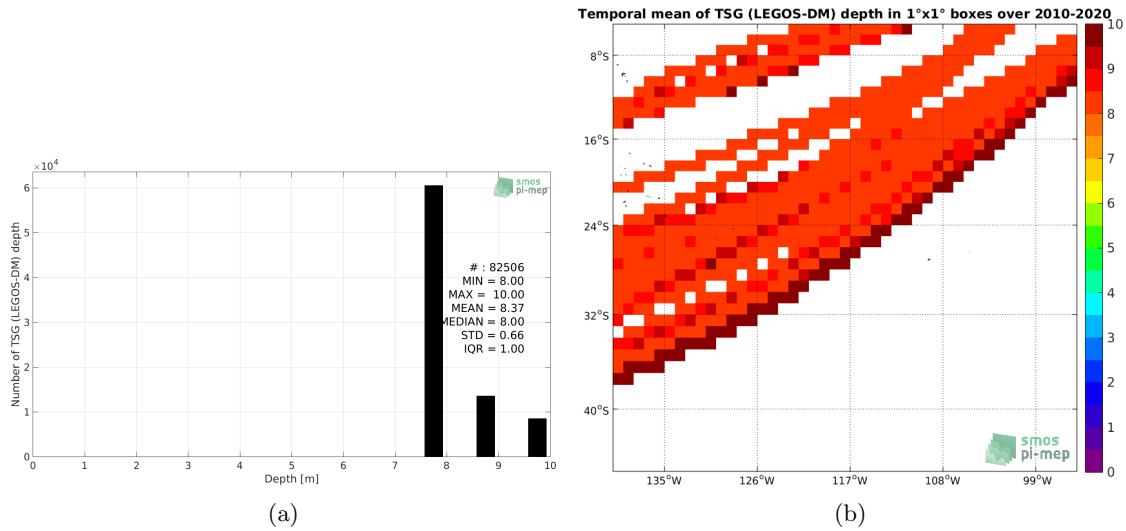 ×10⁴
6
5
4
3
2
1
0
Number of TSG (LEGOS-DM) depth
smos
pi-mep
# : 82506
MIN = 8.00
MAX = 10.00
MEAN = 8.37
MEDIAN = 8.00
STD = 0.66
IQR = 1.00
0 1 2 3 4 5 6 7 8 9 10
Depth [m]
(a)
Temporal mean of TSG (LEGOS-DM) depth in 1°x1° boxes over 2010-2020
8°S
16°S
24°S
32°S
40°S
135°W 126°W 117°W 108°W 99°W
smos
pi-mep
10
9
8
7
6
5
4
3
2
1
0
(b)